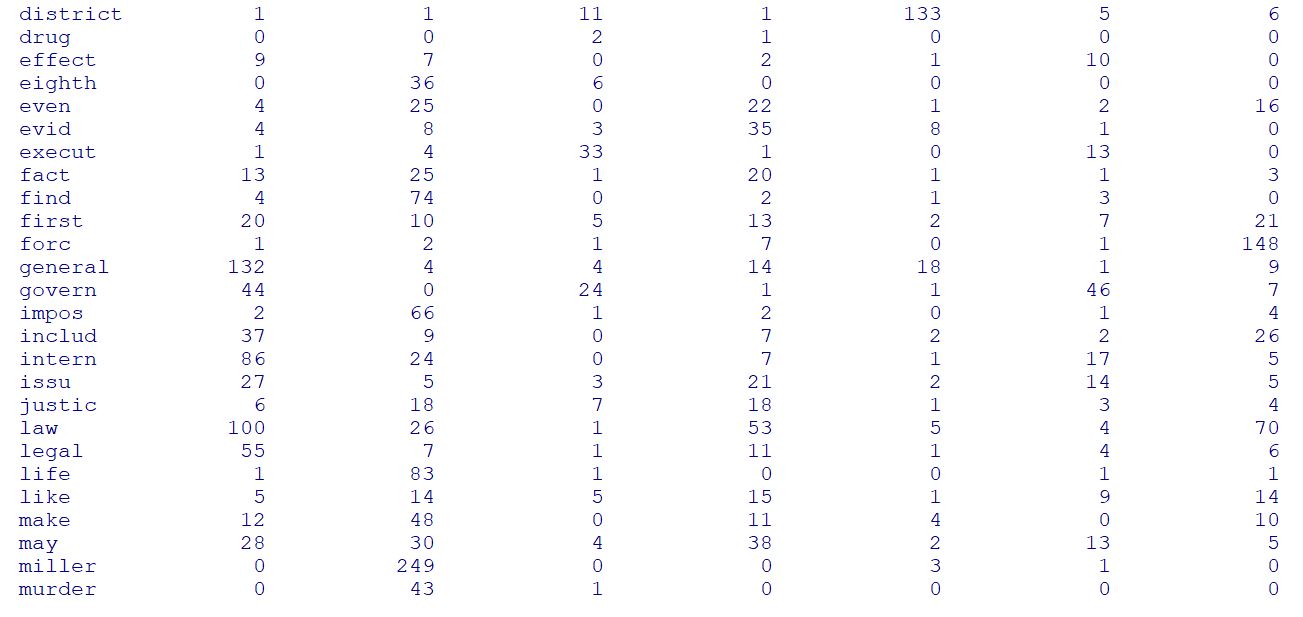 district 1 1 11 1 133 5 6
drug 0 0 2 1 0 0 0
effect 9 7 0 2 1 10 0
eighth 0 36 6 0 0 0 0
even 4 25 0 22 1 2 16
evid 4 8 3 35 8 1 0
execut 1 4 33 1 0 13 0
fact 13 25 1 20 1 1 3
find 4 74 0 2 1 3 0
first 20 10 5 13 2 7 21
forc 1 2 1 7 0 1 148
general 132 4 4 14 18 1 9
govern 44 0 24 1 1 46 7
impos 2 66 1 2 0 1 4
includ 37 9 0 7 2 2 26
intern 86 24 0 7 1 17 5
issu 27 5 3 21 2 14 5
justic 6 18 7 18 1 3 4
law 100 26 1 53 5 4 70
legal 55 7 1 11 1 4 6
life 1 83 1 0 0 1 1
like 5 14 5 15 1 9 14
make 12 48 0 11 4 0 10
may 28 30 4 38 2 13 5
miller 0 249 0 0 3 1 0
murder 0 43 1 0 0 0 0